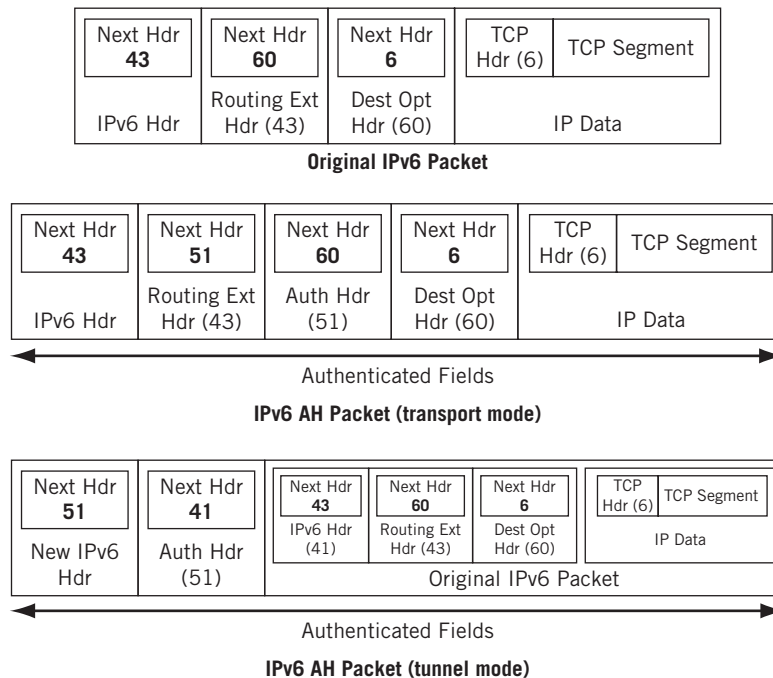 Next Hdr
43
IPv6 Hdr
Next Hdr
60
Routing Ext
Hdr (43)
Next Hdr
6
Dest Opt
Hdr (60)
TCP
Hdr (6)
TCP Segment
IP Data
Original IPv6 Packet
Next Hdr
43
IPv6 Hdr
Next Hdr
51
Routing Ext
Hdr (43)
Next Hdr
60
Auth Hdr
(51)
Next Hdr
6
Dest Opt
Hdr (60)
TCP
Hdr (6)
TCP Segment
IP Data
Authenticated Fields
IPv6 AH Packet (transport mode)
Next Hdr
51
New IPv6
Hdr
Next Hdr
41
Auth Hdr
(51)
Next Hdr
43
IPv6 Hdr
(41)
Next Hdr
60
Routing Ext
Hdr (43)
Next Hdr
6
Dest Opt
Hdr (60)
TCP
Hdr (6)
TCP Segment
IP Data
Original IPv6 Packet
Authenticated Fields
IPv6 AH Packet (tunnel mode)